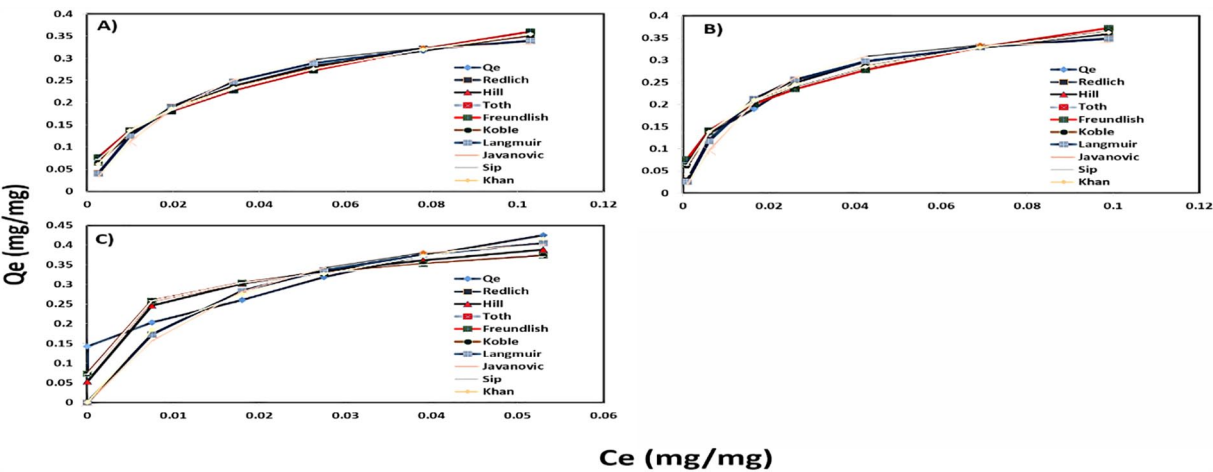 A)
0.4
0.35
0.3
0.25
0.2
0.15
0.1
0.05
0
0 0.02 0.04 0.06 0.08 0.1 0.12
Qe
Redlich
Hill
Toth
Freundlish
Koble
Langmuir
Javanovic
Sip
Khan
B)
0.4
0.35
0.3
0.25
0.2
0.15
0.1
0.05
0
0 0.02 0.04 0.06 0.08 0.1 0.12
Qe
Redlich
Hill
Toth
Freundlish
Koble
Langmuir
Javanovic
Sip
Khan
Qe (mg/mg)
C)
0.45
0.4
0.35
0.3
0.25
0.2
0.15
0.1
0.05
0
0 0.01 0.02 0.03 0.04 0.05 0.06
Qe
Redlich
Hill
Toth
Freundlish
Koble
Langmuir
Javanovic
Sip
Khan
Ce (mg/mg)